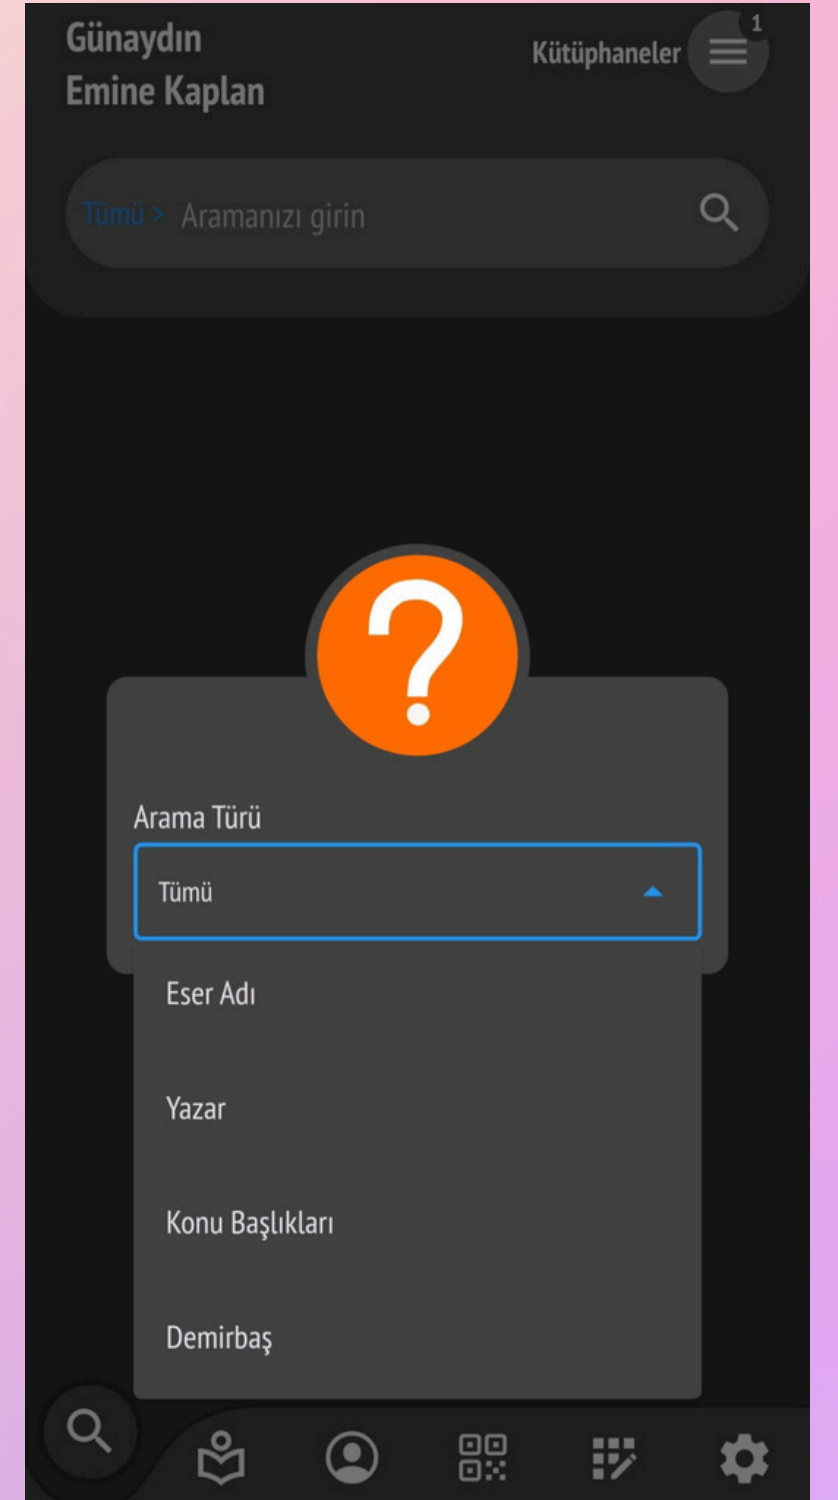 Günaydın
Emine Kaplan
Kütüphaneler
1
Tümü > Aramanızı girin
?
Arama Türü
Tümü
Eser Adı
Yazar
Konu Başlıkları
Demirbaş